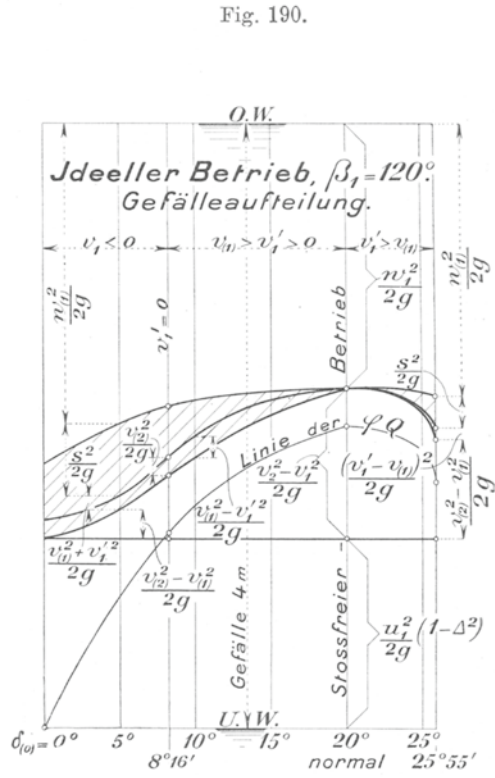 Fig. 190.
O.W.
Jdeeller Betrieb, β₁=120°.
Gefälleaufteilung.
v₁<0
v₍₁₎>v₁'>0
v₁'>v₍₁₎
w₍₁₎²/2g
v₁'=0
Betrieb
w₁²/2g
w₍₁₎²/2g
s²/2g
v₍₂₎²/2g
s²/2g
Linie der φQ
v₂²-v₁²/2g
(v₁'-v₍₁₎)²/2g
v₍₂₎²-v₍₁₎²/2g
v₍₁₎²+v₁'²/2g
v₍₁₎²-v₁'²/2g
v₍₂₎²-v₍₁₎²/2g
Gefälle 4m
Stossfreier -
u₁²/2g (1-Δ²)
U.W.
δ₍₀₎=0° 5° 10° 15° 20° 25°
8°16' normal 25°55'